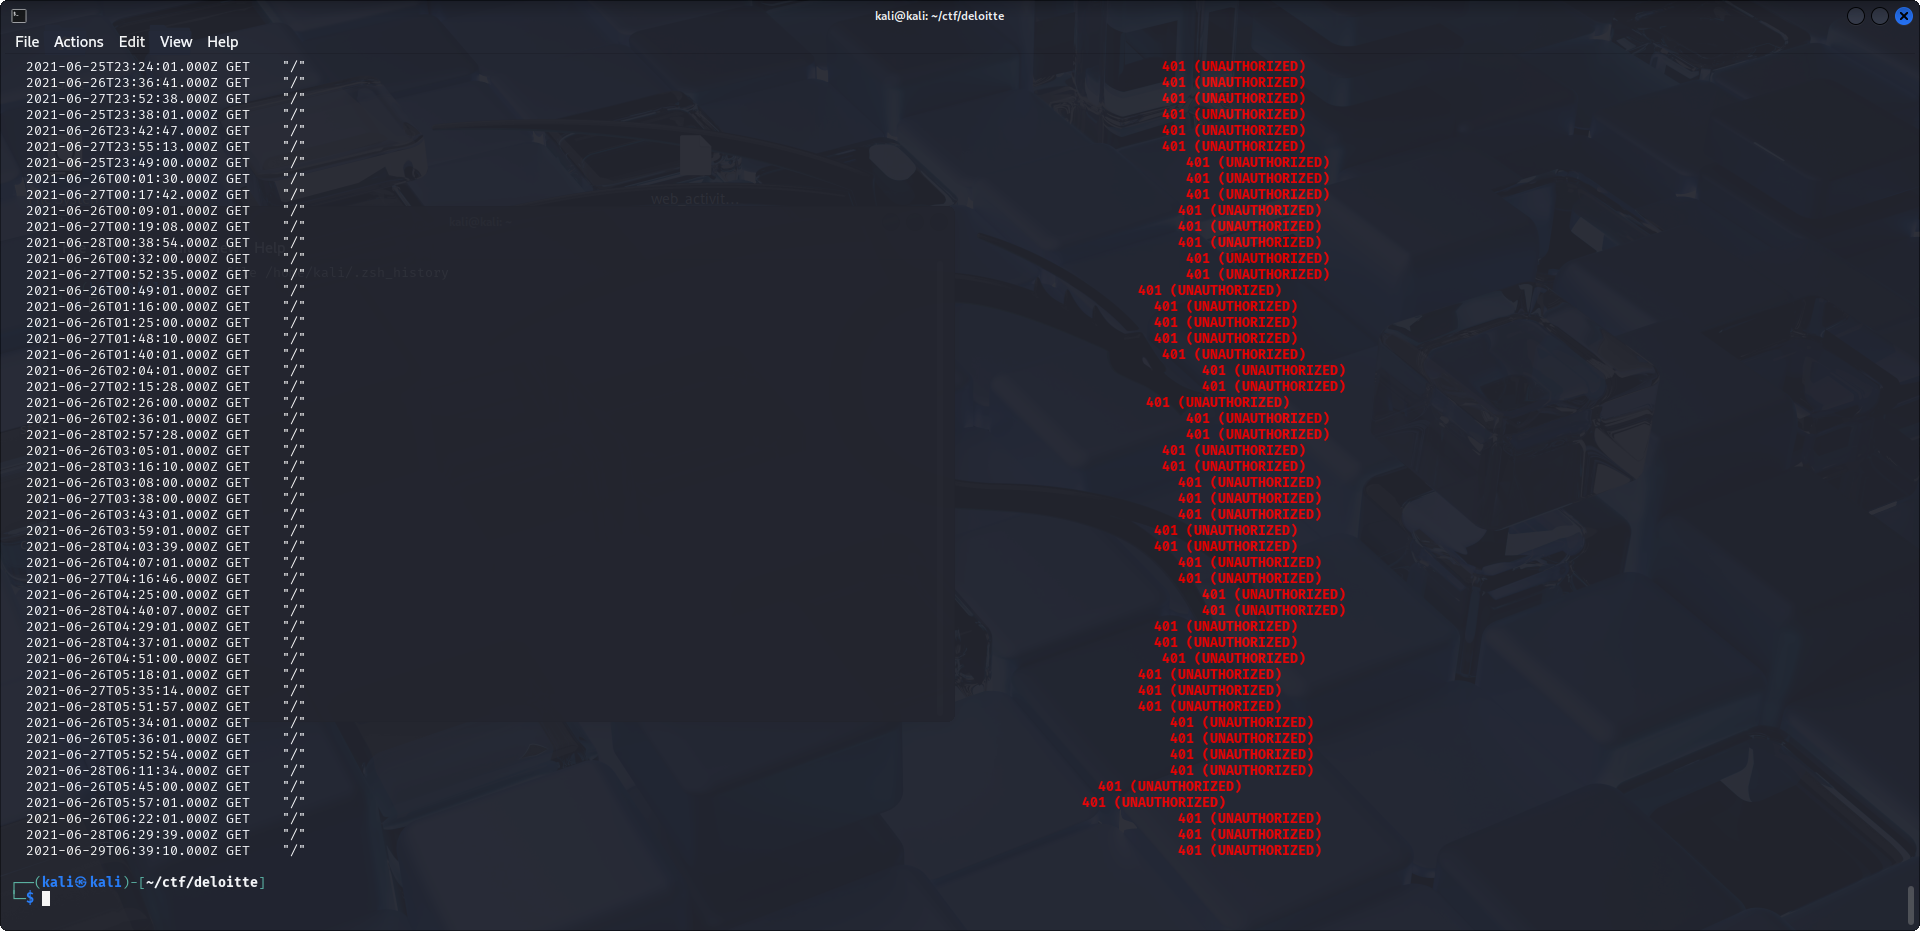 kali@kali: ~/ctf/deloitte
File Actions Edit View Help
2021-06-25T23:24:01.000Z GET "/" 401 (UNAUTHORIZED)
2021-06-26T23:36:41.000Z GET "/" 401 (UNAUTHORIZED)
2021-06-27T23:52:38.000Z GET "/" 401 (UNAUTHORIZED)
2021-06-25T23:38:01.000Z GET "/" 401 (UNAUTHORIZED)
2021-06-26T23:42:47.000Z GET "/" 401 (UNAUTHORIZED)
2021-06-27T23:55:13.000Z GET "/" 401 (UNAUTHORIZED)
2021-06-25T23:49:00.000Z GET "/" 401 (UNAUTHORIZED)
2021-06-26T00:01:30.000Z GET "/" 401 (UNAUTHORIZED)
2021-06-27T00:17:42.000Z GET "/" 401 (UNAUTHORIZED)
2021-06-26T00:09:01.000Z GET "/" 401 (UNAUTHORIZED)
2021-06-27T00:19:08.000Z GET "/" 401 (UNAUTHORIZED)
2021-06-28T00:38:54.000Z GET "/" 401 (UNAUTHORIZED)
2021-06-26T00:32:00.000Z GET "/" 401 (UNAUTHORIZED)
2021-06-27T00:52:35.000Z GET "/" 401 (UNAUTHORIZED)
2021-06-26T00:49:01.000Z GET "/" 401 (UNAUTHORIZED)
2021-06-26T01:16:00.000Z GET "/" 401 (UNAUTHORIZED)
2021-06-26T01:25:00.000Z GET "/" 401 (UNAUTHORIZED)
2021-06-27T01:48:10.000Z GET "/" 401 (UNAUTHORIZED)
2021-06-26T01:40:01.000Z GET "/" 401 (UNAUTHORIZED)
2021-06-26T02:04:01.000Z GET "/" 401 (UNAUTHORIZED)
2021-06-27T02:15:28.000Z GET "/" 401 (UNAUTHORIZED)
2021-06-26T02:26:00.000Z GET "/" 401 (UNAUTHORIZED)
2021-06-26T02:36:01.000Z GET "/" 401 (UNAUTHORIZED)
2021-06-28T02:57:28.000Z GET "/" 401 (UNAUTHORIZED)
2021-06-26T03:05:01.000Z GET "/" 401 (UNAUTHORIZED)
2021-06-28T03:16:10.000Z GET "/" 401 (UNAUTHORIZED)
2021-06-26T03:08:00.000Z GET "/" 401 (UNAUTHORIZED)
2021-06-27T03:38:00.000Z GET "/" 401 (UNAUTHORIZED)
2021-06-26T03:43:01.000Z GET "/" 401 (UNAUTHORIZED)
2021-06-26T03:59:01.000Z GET "/" 401 (UNAUTHORIZED)
2021-06-28T04:03:39.000Z GET "/" 401 (UNAUTHORIZED)
2021-06-26T04:07:01.000Z GET "/" 401 (UNAUTHORIZED)
2021-06-27T04:16:46.000Z GET "/" 401 (UNAUTHORIZED)
2021-06-26T04:25:00.000Z GET "/" 401 (UNAUTHORIZED)
2021-06-28T04:40:07.000Z GET "/" 401 (UNAUTHORIZED)
2021-06-26T04:29:01.000Z GET "/" 401 (UNAUTHORIZED)
2021-06-28T04:37:01.000Z GET "/" 401 (UNAUTHORIZED)
2021-06-26T04:51:00.000Z GET "/" 401 (UNAUTHORIZED)
2021-06-26T05:18:01.000Z GET "/" 401 (UNAUTHORIZED)
2021-06-27T05:35:14.000Z GET "/" 401 (UNAUTHORIZED)
2021-06-28T05:51:57.000Z GET "/" 401 (UNAUTHORIZED)
2021-06-26T05:34:01.000Z GET "/" 401 (UNAUTHORIZED)
2021-06-26T05:36:01.000Z GET "/" 401 (UNAUTHORIZED)
2021-06-27T05:52:54.000Z GET "/" 401 (UNAUTHORIZED)
2021-06-28T06:11:34.000Z GET "/" 401 (UNAUTHORIZED)
2021-06-26T05:45:00.000Z GET "/" 401 (UNAUTHORIZED)
2021-06-26T05:57:01.000Z GET "/" 401 (UNAUTHORIZED)
2021-06-26T06:22:01.000Z GET "/" 401 (UNAUTHORIZED)
2021-06-28T06:29:39.000Z GET "/" 401 (UNAUTHORIZED)
2021-06-29T06:39:10.000Z GET "/" 401 (UNAUTHORIZED)
┌──(kali㉿kali)-[~/ctf/deloitte]
└─$